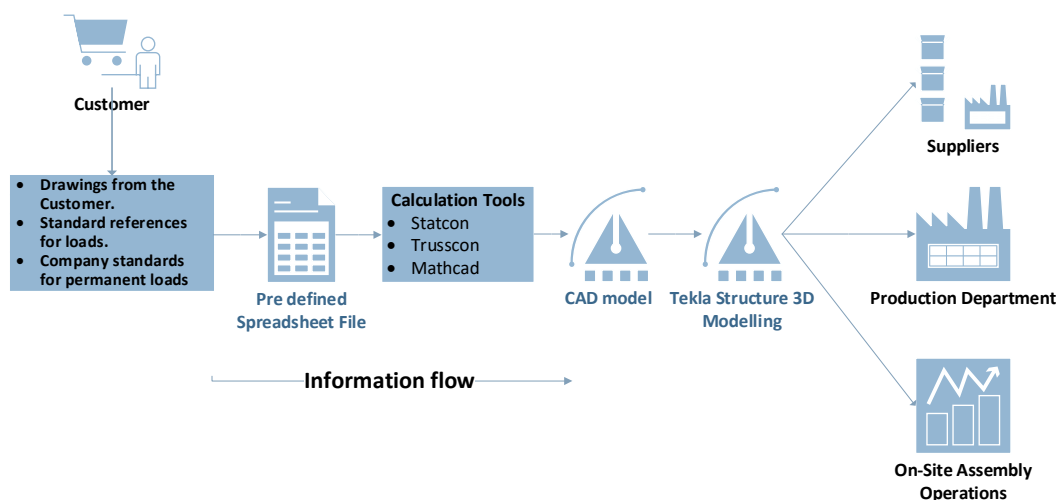 Customer
• Drawings from the
Customer.
• Standard references
for loads.
• Company standards
for permanent loads
Pre defined
Spreadsheet File
Calculation Tools
• Statcon
• Trusscon
• Mathcad
CAD model
Tekla Structure 3D
Modelling
Information flow
Suppliers
Production Department
On-Site Assembly
Operations